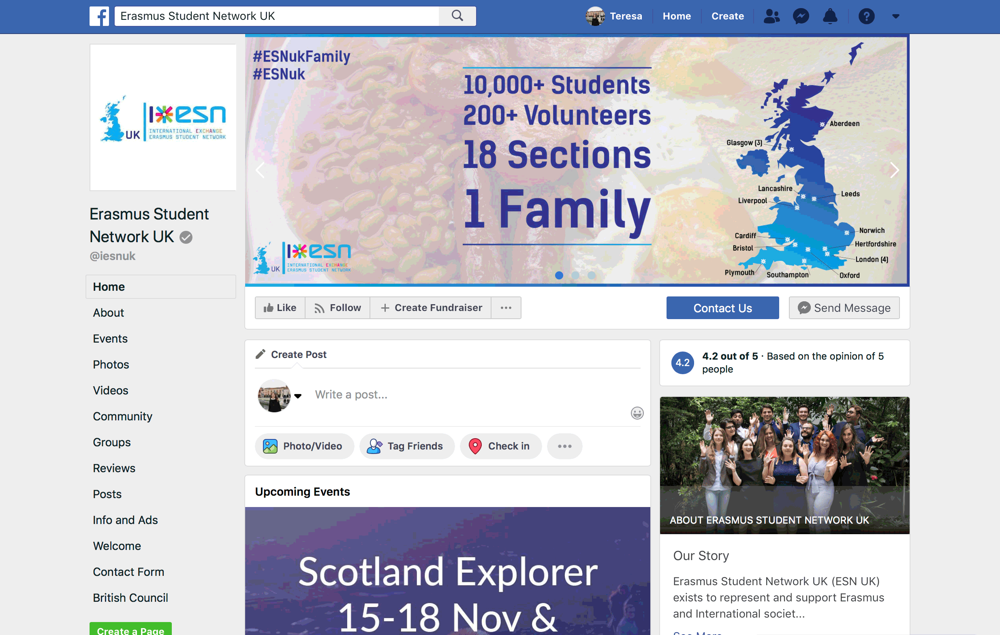 Erasmus Student Network UK
Teresa
Home
Create
UK
esn
INTERNATIONAL EXCHANGE
ERASMUS STUDENT NETWORK
Erasmus Student
Network UK
@iesnuk
Home
About
Events
Photos
Videos
Community
Groups
Reviews
Posts
Info and Ads
Welcome
Contact Form
British Council
Create a Page
#ESNukFamily
#ESNuk
10,000+ Students
200+ Volunteers
18 Sections
1 Family
UK
esn
INTERNATIONAL EXCHANGE
ERASMUS STUDENT NETWORK
Aberdeen
Glasgow (3)
Lancashire
Leeds
Liverpool
Norwich
Cardiff
Hertfordshire
Bristol
London (4)
Plymouth
Southampton
Oxford
Like
Follow
Create Fundraiser
Contact Us
Send Message
Create Post
Write a post...
Photo/Video
Tag Friends
Check in
Upcoming Events
Scotland Explorer
15-18 Nov &
4.2
4.2 out of 5 · Based on the opinion of 5
people
ABOUT ERASMUS STUDENT NETWORK UK
Our Story
Erasmus Student Network UK (ESN UK)
exists to represent and support Erasmus
and International societ...
See More